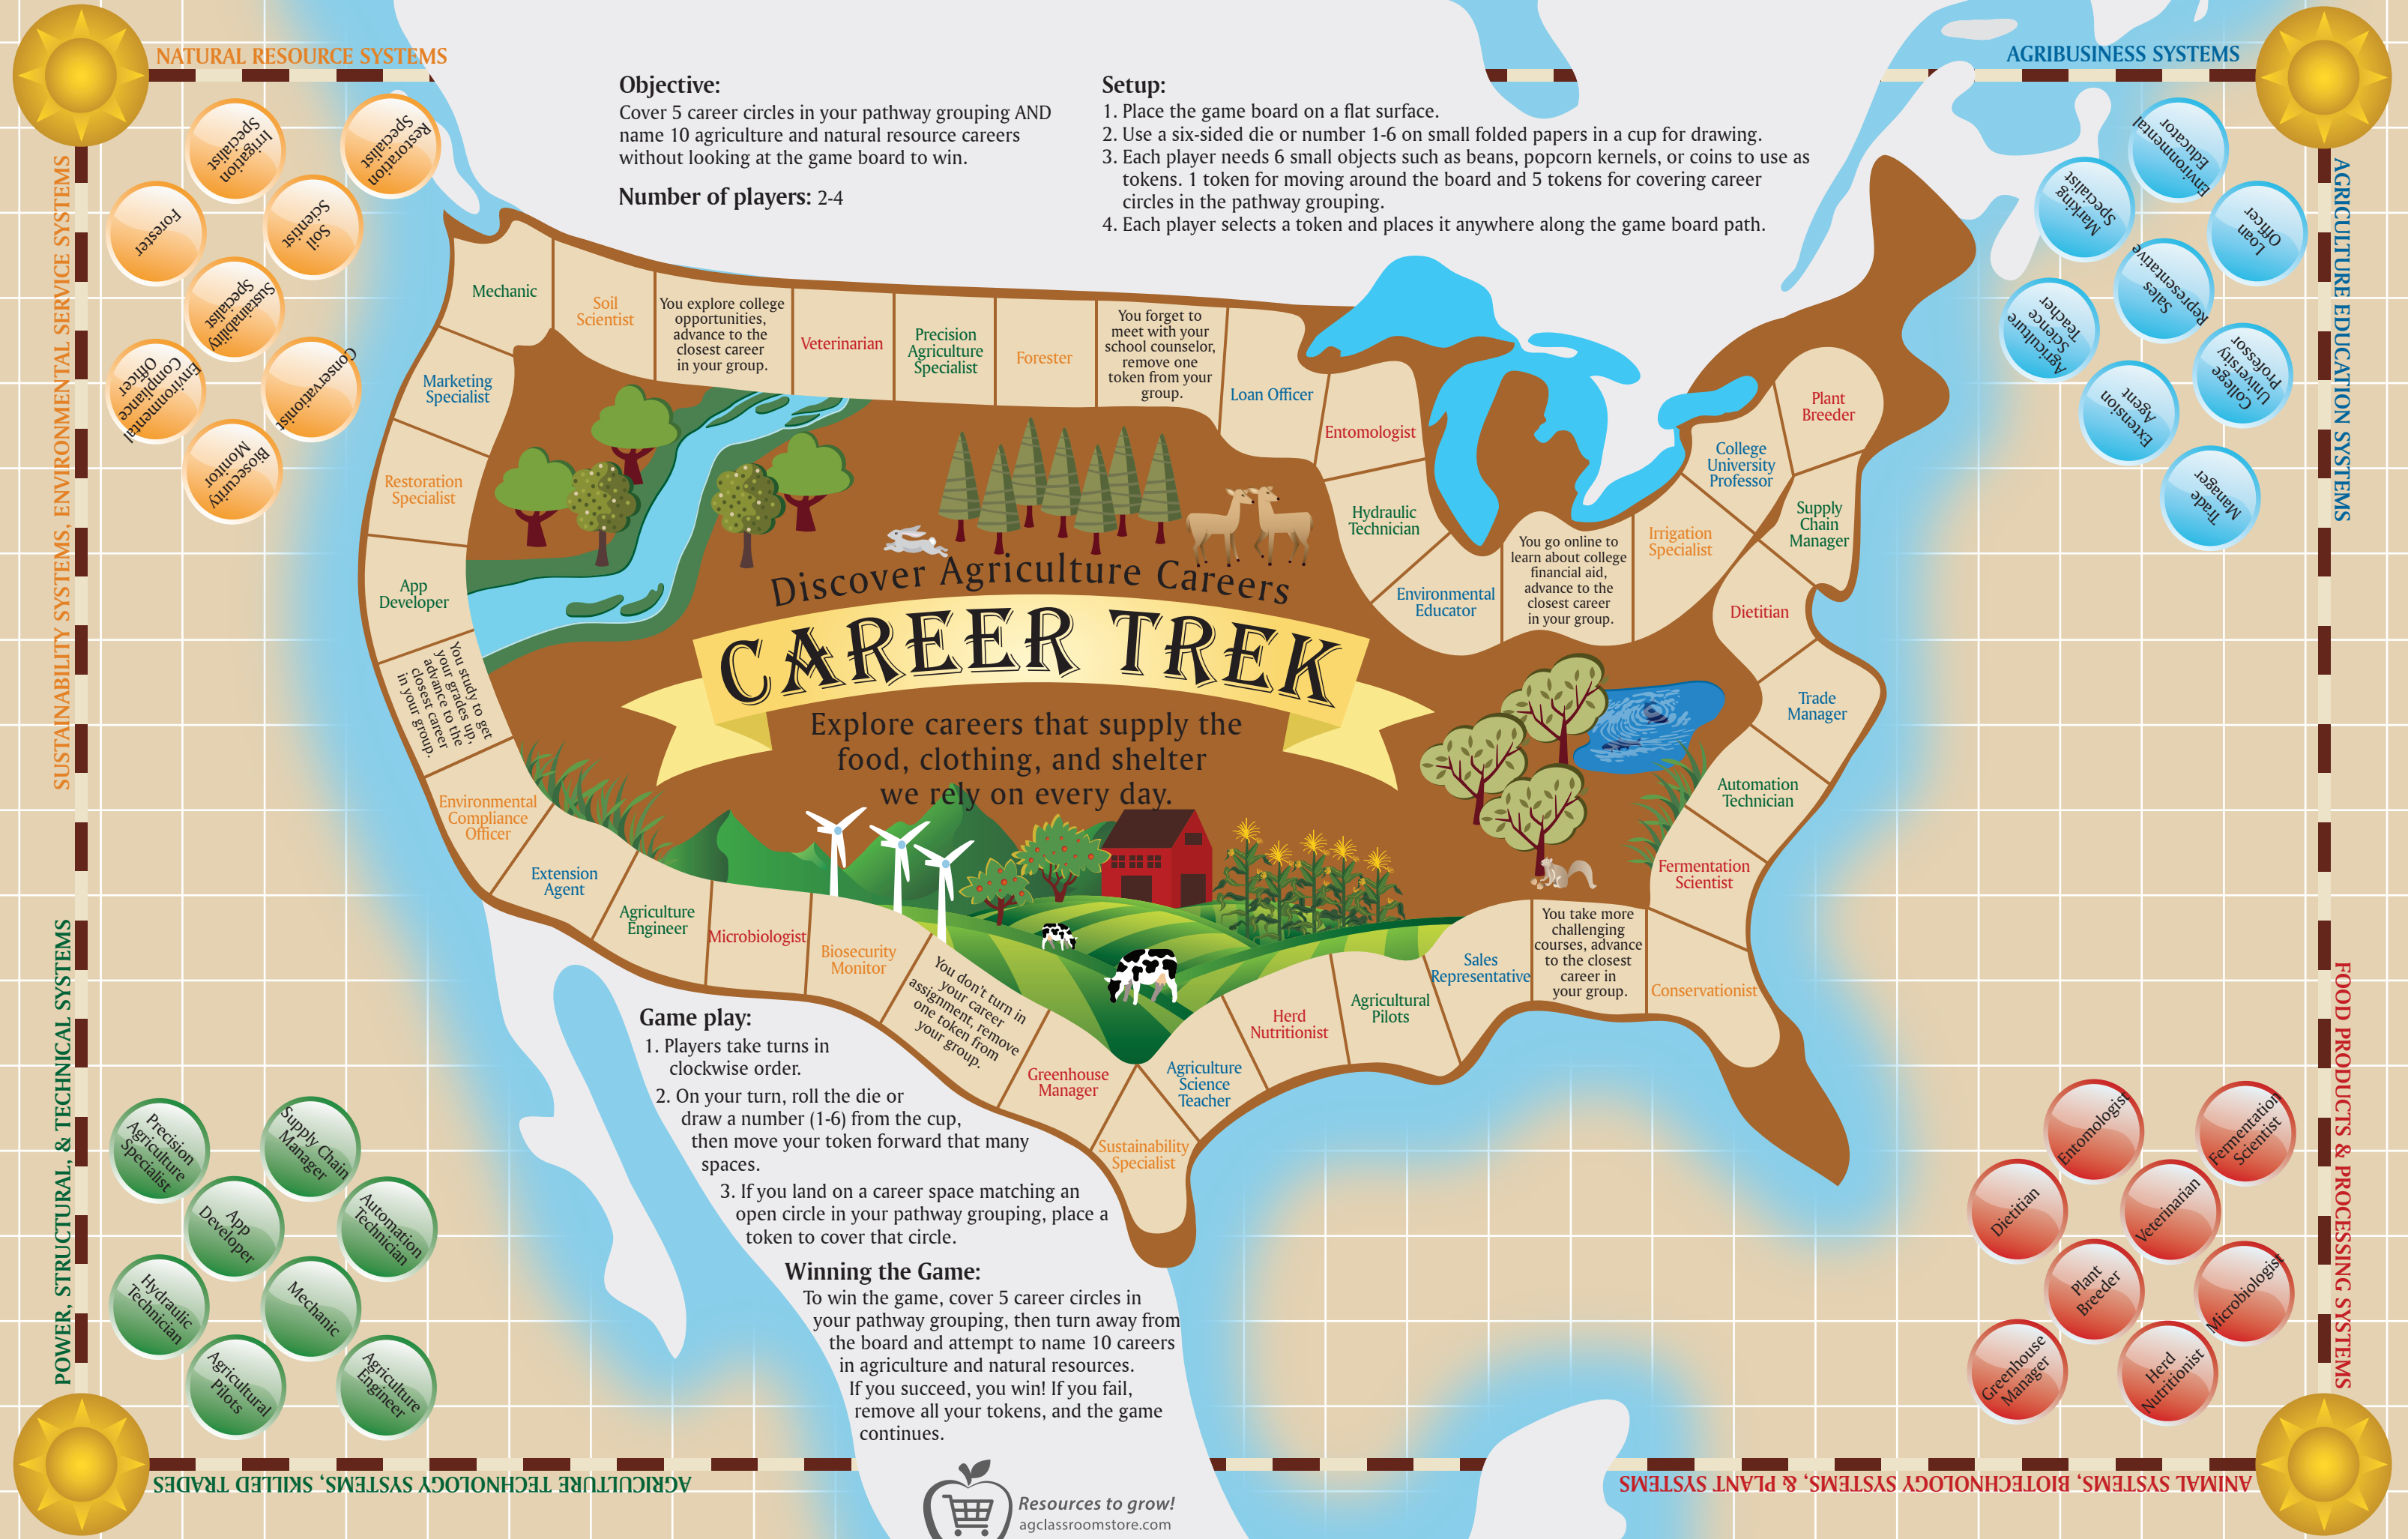 NATURAL RESOURCE SYSTEMS
SUSTAINABILITY SYSTEMS, ENVIRONMENTAL SERVICE SYSTEMS
Irrigation
Specialist
Restoration
Specialist
Forester
Soil
Scientist
Sustainability
Specialist
Environmental
Compliance
Officer
Conservationist
Biosecurity
Monitor
Objective:
Cover 5 career circles in your pathway grouping AND
name 10 agriculture and natural resource careers
without looking at the game board to win.
Number of players: 2-4
Setup:
1. Place the game board on a flat surface.
2. Use a six-sided die or number 1-6 on small folded papers in a cup for drawing.
3. Each player needs 6 small objects such as beans, popcorn kernels, or coins to use as
tokens. 1 token for moving around the board and 5 tokens for covering career
circles in the pathway grouping.
4. Each player selects a token and places it anywhere along the game board path.
AGRIBUSINESS SYSTEMS
AGRICULTURE EDUCATION SYSTEMS
Environmental
Educator
Marking
Specialist
Loan
Officer
Sales
Representative
Agriculture
Science
Teacher
College
University
Professor
Extension
Agent
Trade
Manager
Mechanic
Soil
Scientist
You explore college
opportunities,
advance to the
closest career
in your group.
Veterinarian
Precision
Agriculture
Specialist
Forester
You forget to
meet with your
school counselor,
remove one
token from your
group.
Loan Officer
Entomologist
Hydraulic
Technician
Environmental
Educator
You go online to
learn about college
financial aid,
advance to the
closest career
in your group.
Irrigation
Specialist
College
University
Professor
Plant
Breeder
Supply
Chain
Manager
Dietitian
Trade
Manager
Automation
Technician
Fermentation
Scientist
Conservationist
You take more
challenging
courses, advance
to the closest
career in
your group.
Sales
Representative
Agricultural
Pilots
Herd
Nutritionist
Agriculture
Science
Teacher
Sustainability
Specialist
Greenhouse
Manager
You don't turn in
your career
assignment, remove
one token from
your group.
Biosecurity
Monitor
Microbiologist
Agriculture
Engineer
Extension
Agent
Environmental
Compliance
Officer
You study to get
your grades up,
advance to the
closest career
in your group.
App
Developer
Restoration
Specialist
Marketing
Specialist
Discover Agriculture Careers
CAREER TREK
Explore careers that supply the
food, clothing, and shelter
we rely on every day.
Game play:
1. Players take turns in
clockwise order.
2. On your turn, roll the die or
draw a number (1-6) from the cup,
then move your token forward that many
spaces.
3. If you land on a career space matching an
open circle in your pathway grouping, place a
token to cover that circle.
Winning the Game:
To win the game, cover 5 career circles in
your pathway grouping, then turn away from
the board and attempt to name 10 careers
in agriculture and natural resources.
If you succeed, you win! If you fail,
remove all your tokens, and the game
continues.
Resources to grow!
agclassroomstore.com
POWER, STRUCTURAL, & TECHNICAL SYSTEMS
AGRICULTURE TECHNOLOGY SYSTEMS, SKILLED TRADES
Precision
Agriculture
Specialist
Supply Chain
Manager
App
Developer
Automation
Technician
Hydraulic
Technician
Mechanic
Agricultural
Pilots
Agriculture
Engineer
FOOD PRODUCTS & PROCESSING SYSTEMS
ANIMAL SYSTEMS, BIOTECHNOLOGY SYSTEMS, & PLANT SYSTEMS
Entomologist
Fermentation
Scientist
Dietitian
Veterinarian
Plant
Breeder
Microbiologist
Greenhouse
Manager
Herd
Nutritionist